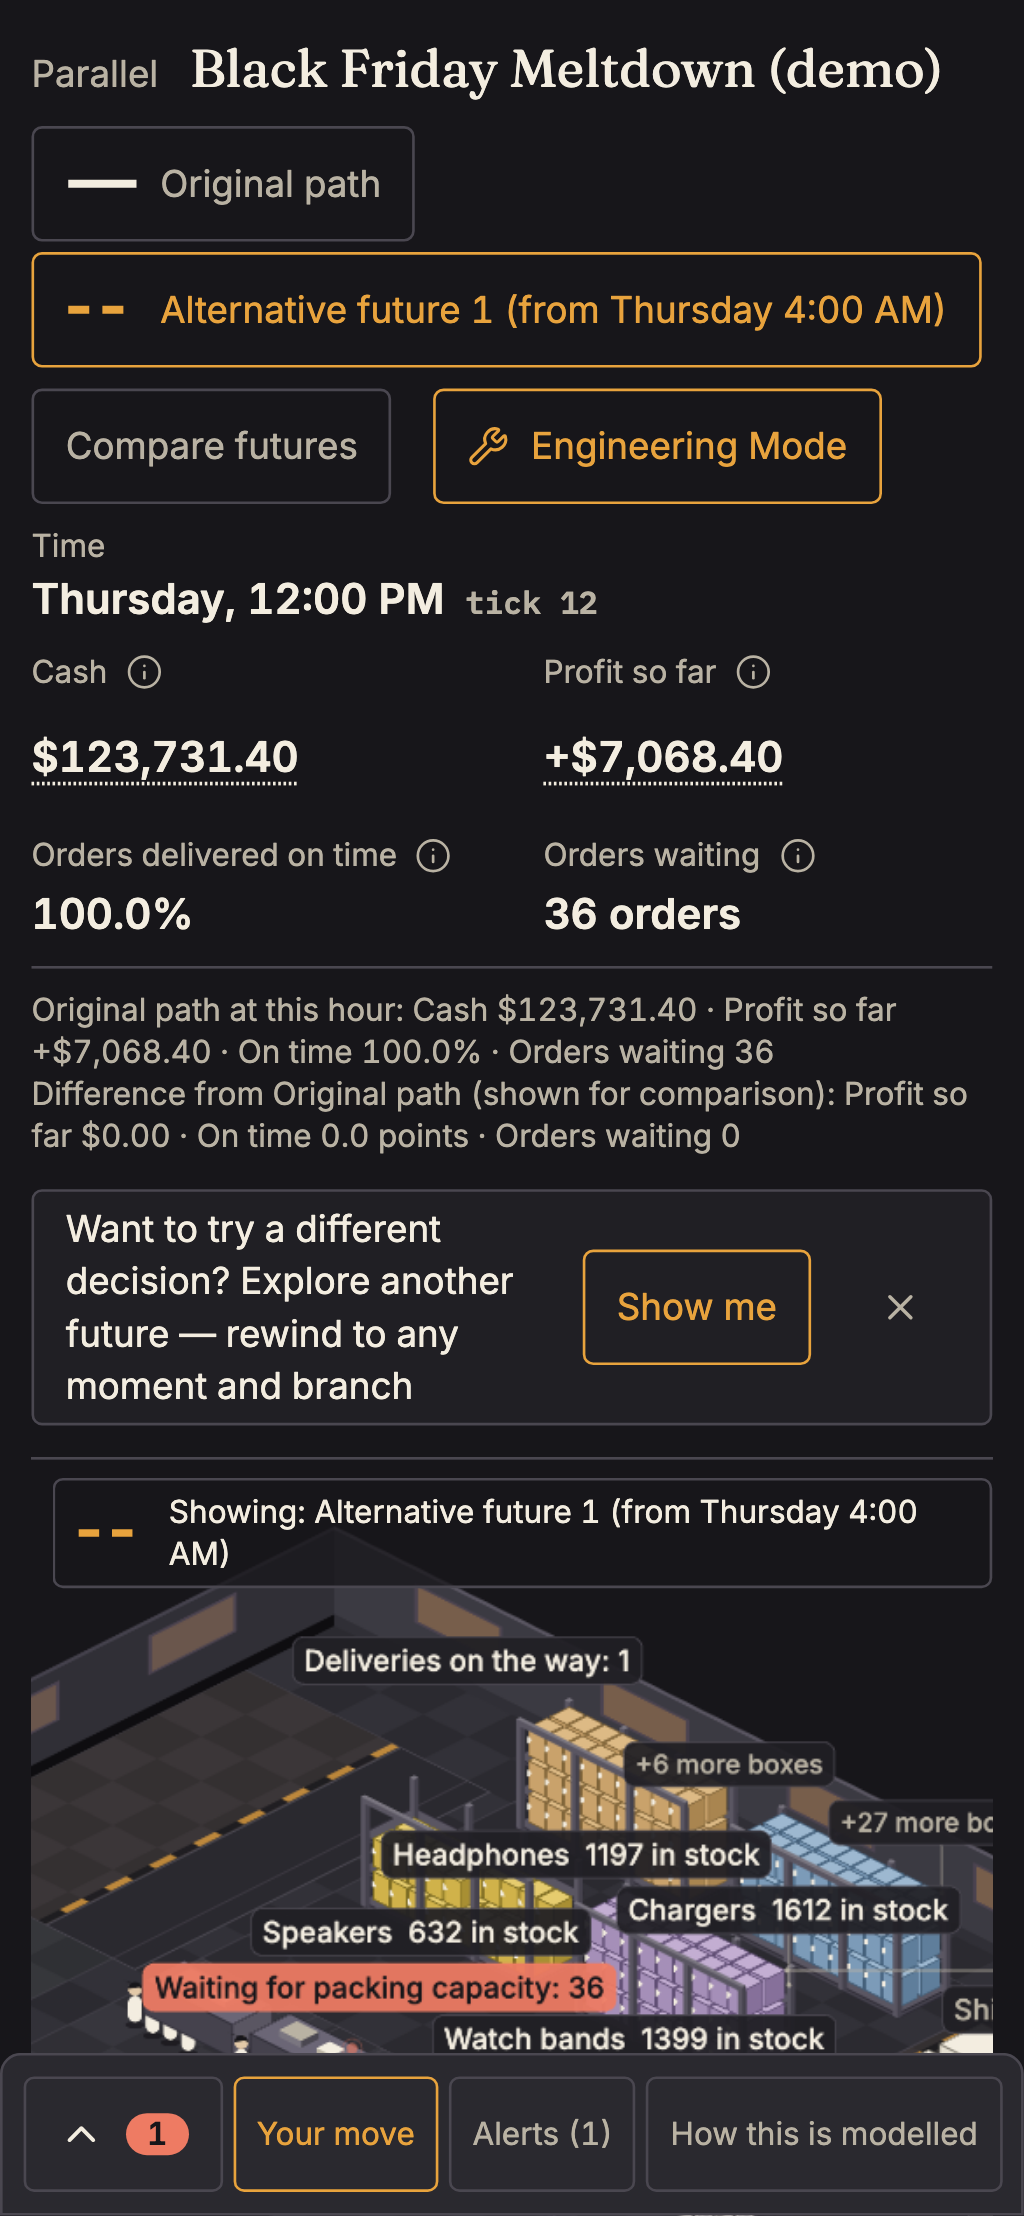 Parallel Black Friday Meltdown (demo)
Original path
Alternative future 1 (from Thursday 4:00 AM)
Compare futures Engineering Mode
Time
Thursday, 12:00 PM tick 12
Cash Profit so far
$123,731.40 +$7,068.40
Orders delivered on time Orders waiting
100.0% 36 orders
Original path at this hour: Cash $123,731.40 · Profit so far
+$7,068.40 · On time 100.0% · Orders waiting 36
Difference from Original path (shown for comparison): Profit so
far $0.00 · On time 0.0 points · Orders waiting 0
Want to try a different
decision? Explore another
future — rewind to any
moment and branch
Show me
Showing: Alternative future 1 (from Thursday 4:00
AM)
Deliveries on the way: 1
+6 more boxes
+27 more bo
Headphones 1197 in stock
Chargers 1612 in stock
Speakers 632 in stock
Waiting for packing capacity: 36
Shi
Watch bands 1399 in stock
1 Your move Alerts (1) How this is modelled